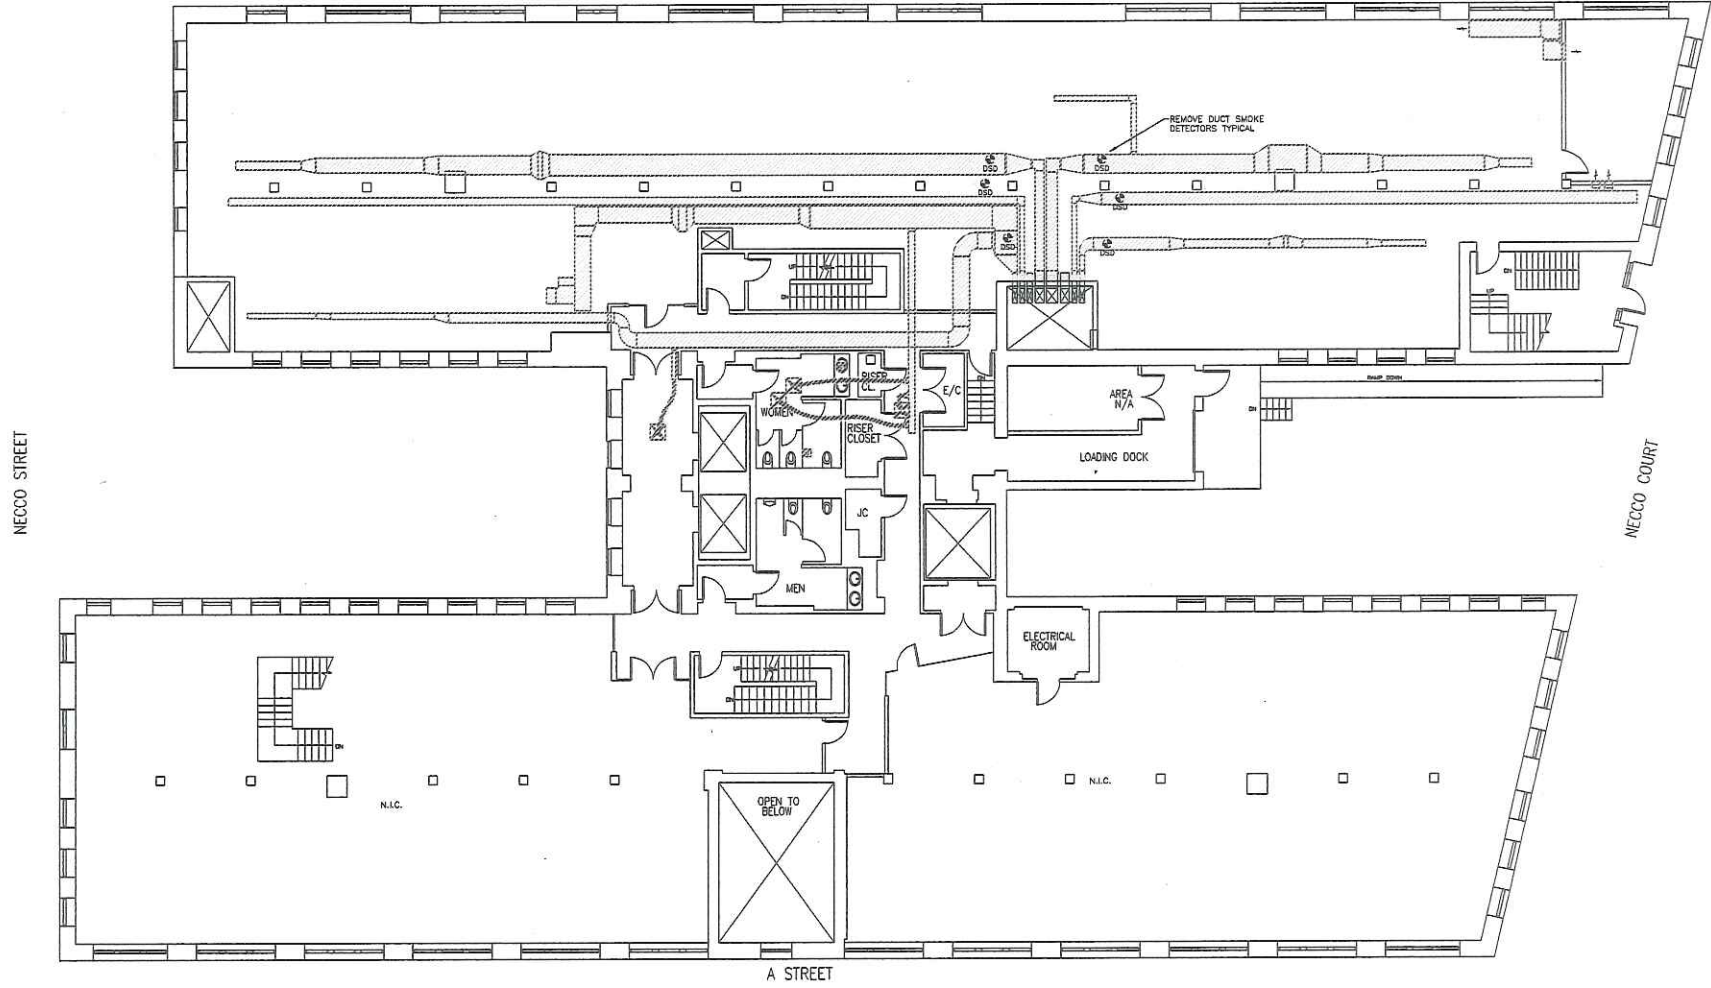 REMOVE DUCT SMOKE
DETECTORS TYPICAL
DSD
DSD
DSD
DSD
DSD
DSD
UP
DN
UP
DN
RISER
CL.
E/C
DN
AREA
N/A
RAMP DOWN
DN
WOMEN
RISER
CLOSET
LOADING DOCK
NECCO STREET
NECCO COURT
JC
MEN
ELECTRICAL
ROOM
UP
DN
DN
N.I.C.
N.I.C.
OPEN TO
BELOW
A STREET